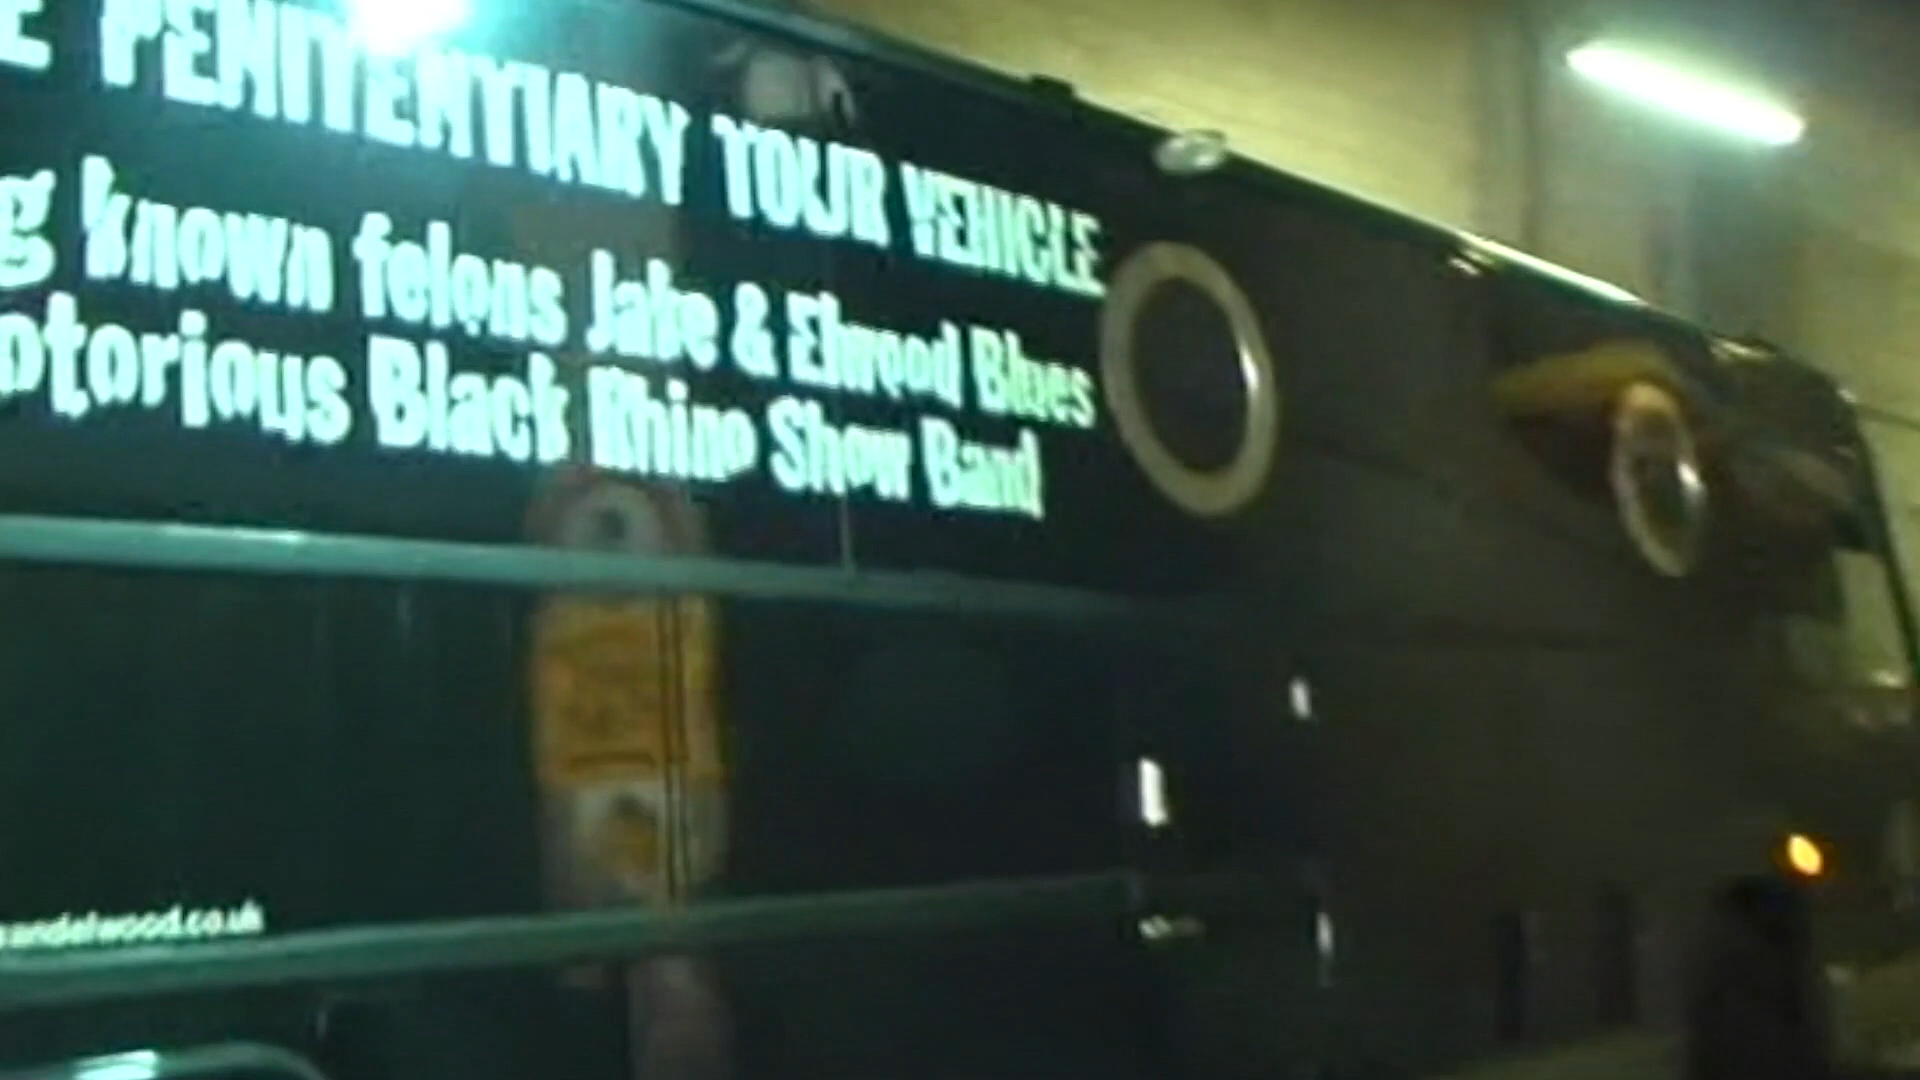 E PENITENTIARY TOUR VEHICLE
g known felons Jake & Elwood Blues
otorious Black Rhino Show Band
andelwood.co.uk